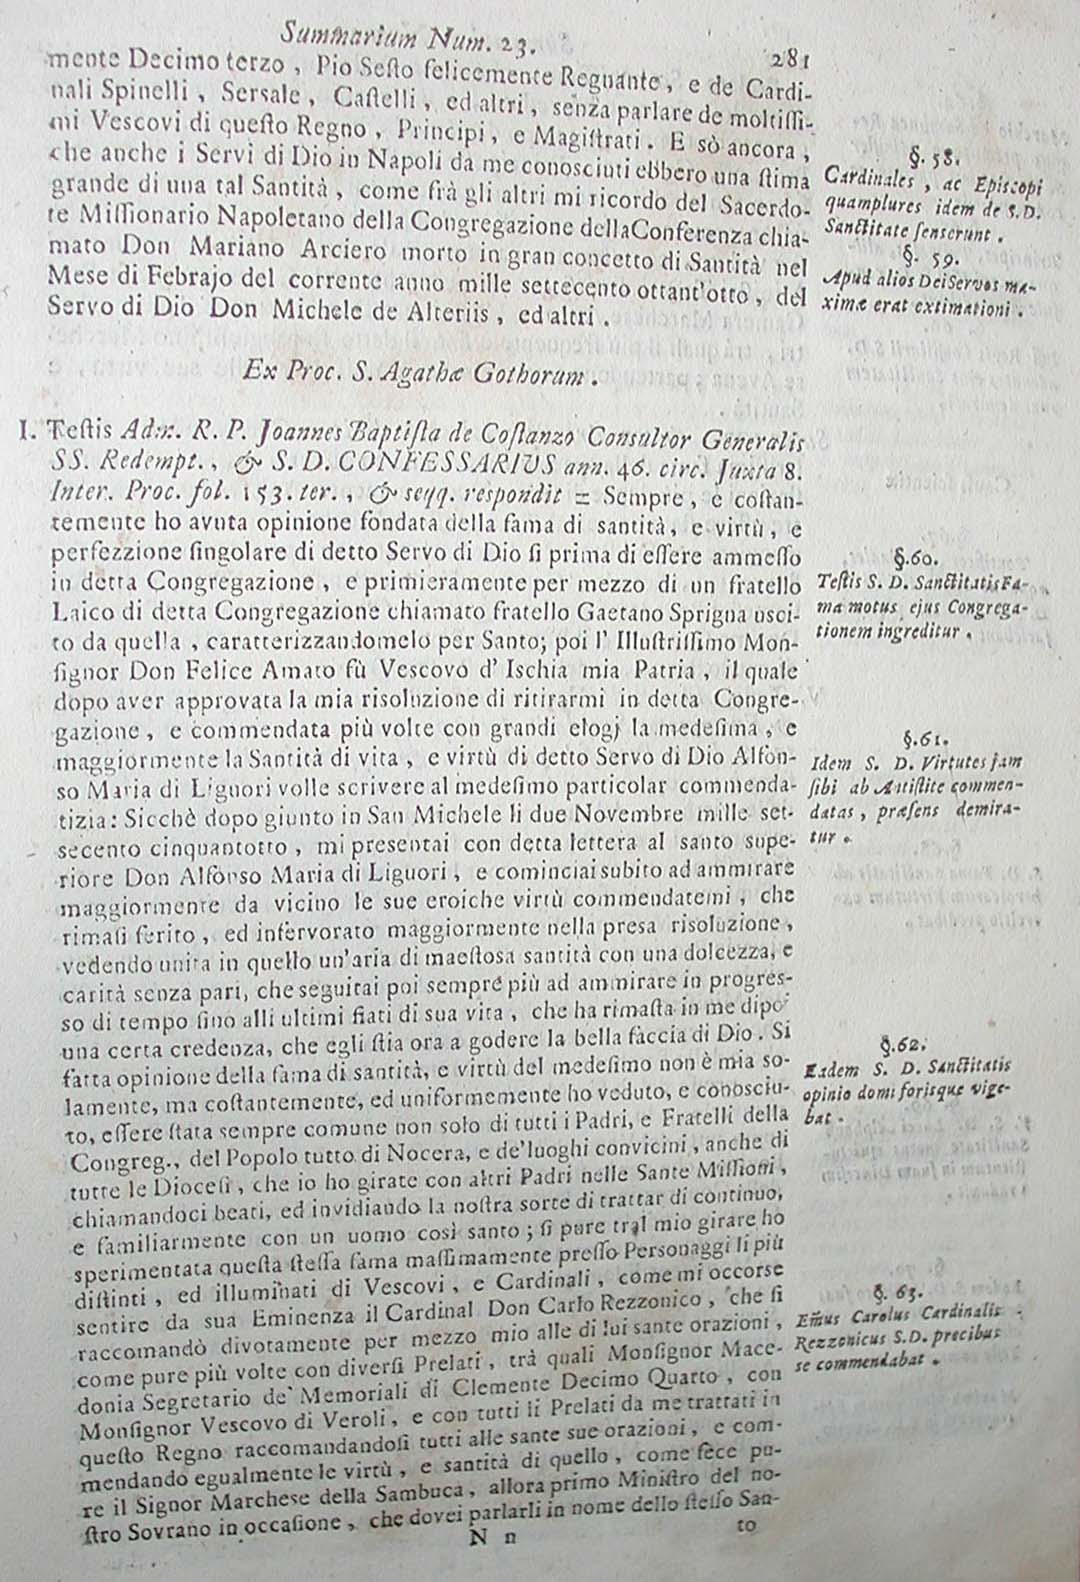 Summarium Num. 23.
281
mente Decimo terzo, Pio Sesto felicemente Regnante, e de Cardi-
nali Spinelli, Sersale, Castelli, ed altri, senza parlare de moltissi-
mi Vescovi di questo Regno, Principi, e Magistrati. E sò ancora,
che anche i Servi di Dio in Napoli da me conosciuti ebbero una stima
grande di una tal Santità, come frà gli altri mi ricordo del Sacerdo-
te Missionario Napoletano della Congregazione dellaConferenza chia-
mato Don Mariano Arciero morto in gran concetto di Santità nel
Mese di Febrajo del corrente anno mille settecento ottant'otto, del
Servo di Dio Don Michele de Alteriis, ed altri.
§. 58.
Cardinales, ac Episcopi
quamplures idem de S.D.
Sanctitate senserunt.
§. 59.
Apud alios Dei Servos ma-
ximæ erat extimationi.
Ex Proc. S. Agathæ Gothorum.
I. Testis Adm. R. P. Joannes Baptista de Costanzo Consultor Generalis
SS. Redempt., & S. D. CONFESSARIUS ann. 46. circ. Juxta 8.
Inter. Proc. fol. 153. ter., & seqq. respondit = Sempre, e costan-
temente ho avuta opinione fondata della fama di santità, e virtù, e
perfezzione singolare di detto Servo di Dio sì prima di essere ammesso
in detta Congregazione, e primieramente per mezzo di un fratello
Laico di detta Congregazione chiamato fratello Gaetano Sprigna usci-
to da quella, caratterizzandomelo per Santo; poi l' Illustrissimo Mon-
signor Don Felice Amato fù Vescovo d' Ischia mia Patria, il quale
dopo aver approvata la mia risoluzione di ritirarmi in detta Congre-
gazione, e commendata più volte con grandi elogj la medesima, e
maggiormente la Santità di vita, e virtù di detto Servo di Dio Alfon-
so Maria di Liguori volle scrivere al medesimo particolar commenda-
tizia: Sicchè dopo giunto in San Michele li due Novembre mille set-
secento cinquantotto, mi presentai con detta lettera al santo supe-
riore Don Alfonso Maria di Liguori, e cominciai subito ad ammirare
maggiormente da vicino le sue eroiche virtù commendatemi, che
rimasi ferito, ed infervorato maggiormente nella presa risoluzione,
vedendo unita in quello un'aria di maestosa santità con una dolcezza, e
carità senza pari, che seguitai poi sempre più ad ammirare in progres-
so di tempo sino alli ultimi fiati di sua vita, che ha rimasta in me dipoi
una certa credenza, che egli stia ora a godere la bella faccia di Dio. Sì
fatta opinione della fama di santità, e virtù del medesimo non è mia so-
lamente, ma costantemente, ed uniformemente ho veduto, e conosciu-
to, essere stata sempre comune non solo di tutti i Padri, e Fratelli della
Congreg., del Popolo tutto di Nocera, e de'luoghi convicini, anche di
tutte le Diocesi, che io ho girate con altri Padri nelle Sante Missioni,
chiamandoci beati, ed invidiando la nostra sorte di trattar di continuo,
e familiarmente con un uomo così santo; sì pure tral mio girare ho
sperimentata questa stessa fama massimamente presso Personaggi li più
distinti, ed illuminati di Vescovi, e Cardinali, come mi occorse
sentire da sua Eminenza il Cardinal Don Carlo Rezzonico, che si
raccomandò divotamente per mezzo mio alle di lui sante orazioni,
come pure più volte con diversi Prelati, trà quali Monsignor Mace-
donia Segretario de' Memoriali di Clemente Decimo Quarto, con
Monsignor Vescovo di Veroli, e con tutti li Prelati da me trattati in
questo Regno raccomandandosi tutti alle sante sue orazioni, e com-
mendando egualmente le virtù, e santità di quello, come fece pu-
re il Signor Marchese della Sambuca, allora primo Ministro del no-
stro Sovrano in occasione, che dovei parlarli in nome dello stesso San-
§.60.
Testis S. D. Sanctitatis Fa-
ma motus ejus Congrega-
tionem ingreditur.
§.61.
Idem S. D. Virtutes jam
sibi ab Antistite commen-
datas, præsens demira-
tur.
§.62.
Eadem S. D. Sanctitatis
opinio domi forisque vige-
bat.
§. 63.
Emus Carolus Cardinalis
Rezzonicus S.D. precibus
se commendabat.
N n
to